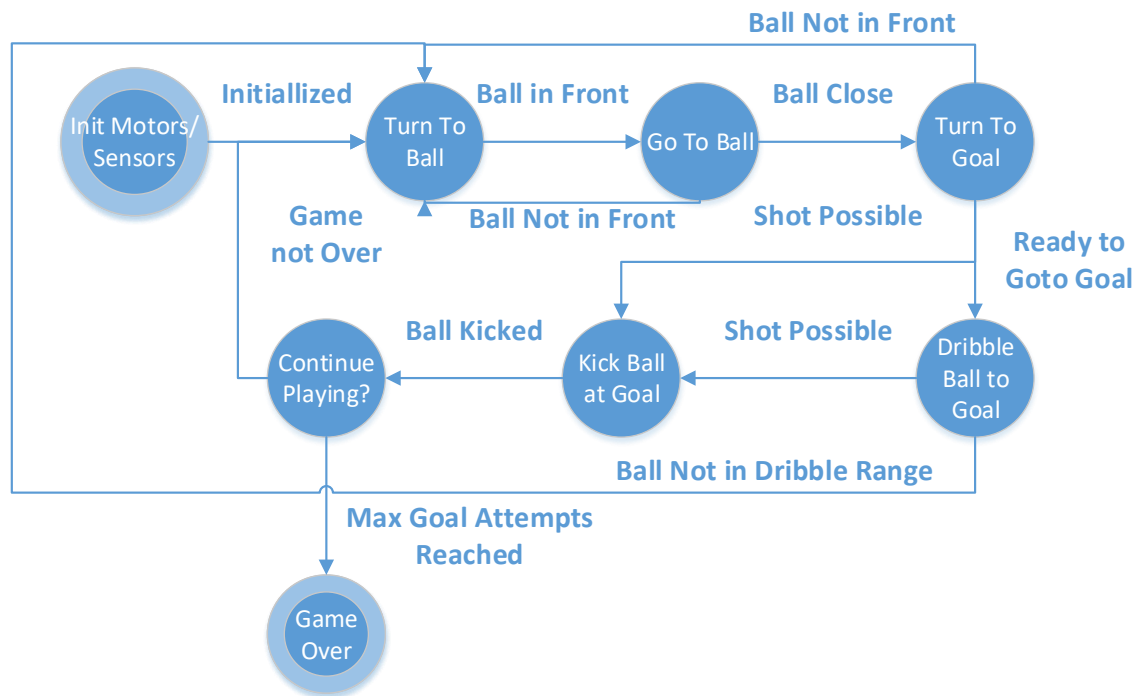 Ball Not in Front
Initiallized
Ball in Front
Ball Close
Init Motors/
Sensors
Turn To
Ball
Go To Ball
Turn To
Goal
Game
not Over
Ball Not in Front
Shot Possible
Ready to
Goto Goal
Ball Kicked
Shot Possible
Continue
Playing?
Kick Ball
at Goal
Dribble
Ball to
Goal
Ball Not in Dribble Range
Max Goal Attempts
Reached
Game
Over